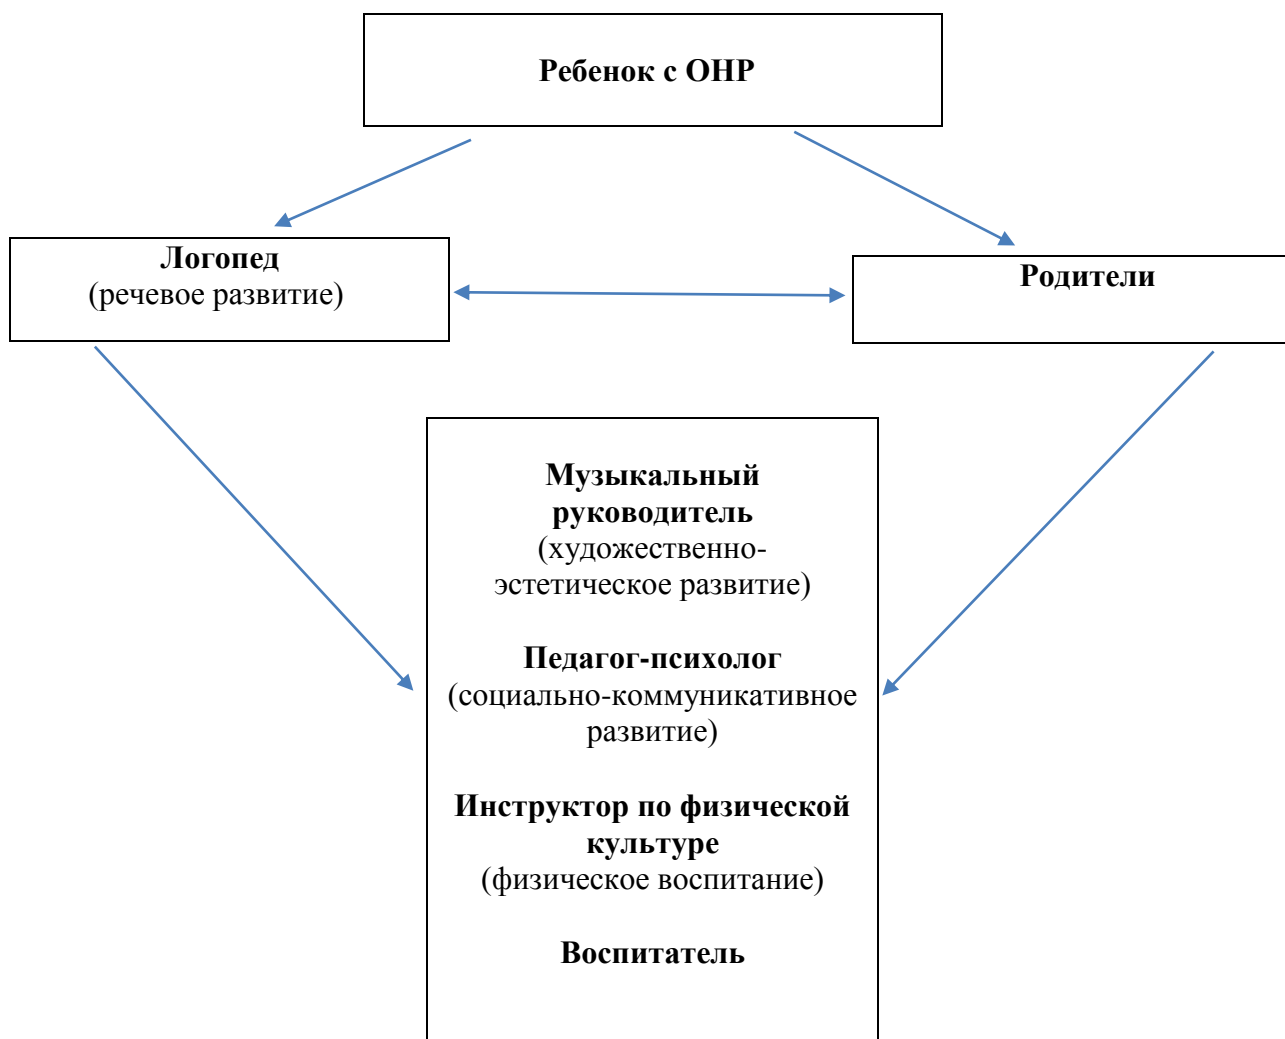 Ребенок с ОНР
Логопед
(речевое развитие)
Родители
Музыкальный
руководитель
(художественно-
эстетическое развитие)
Педагог-психолог
(социально-коммуникативное
развитие)
Инструктор по физической
культуре
(физическое воспитание)
Воспитатель